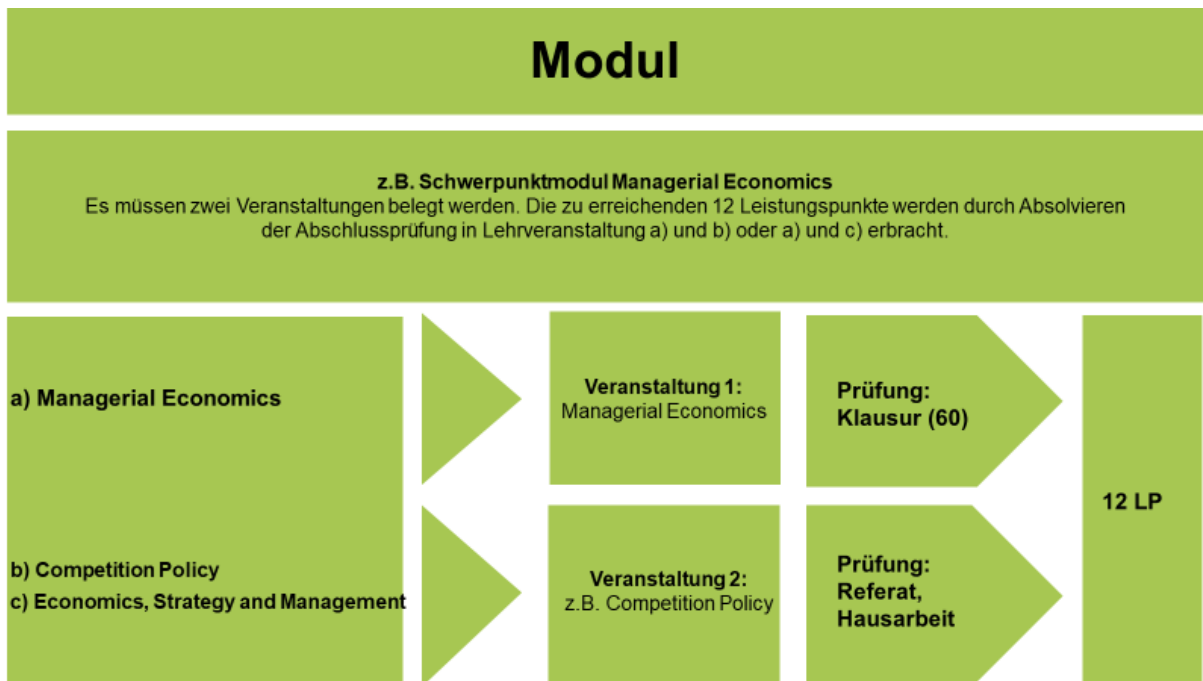 Modul
z.B. Schwerpunktmodul Managerial Economics
Es müssen zwei Veranstaltungen belegt werden. Die zu erreichenden 12 Leistungspunkte werden durch Absolvieren
der Abschlussprüfung in Lehrveranstaltung a) und b) oder a) und c) erbracht.
a) Managerial Economics
Veranstaltung 1:
Managerial Economics
Prüfung:
Klausur (60)
12 LP
b) Competition Policy
c) Economics, Strategy and Management
Veranstaltung 2:
z.B. Competition Policy
Prüfung:
Referat,
Hausarbeit